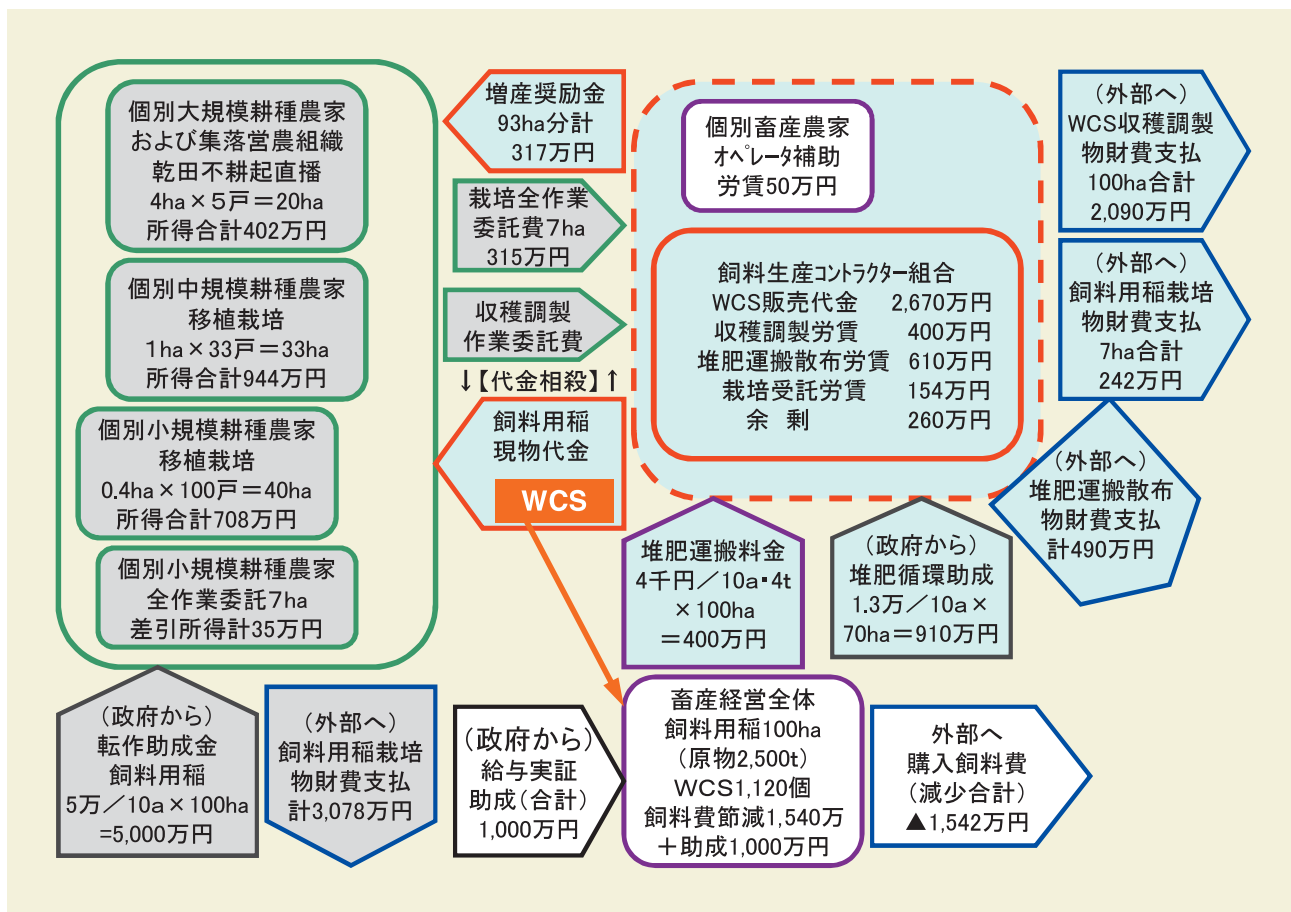 個別大規模耕種農家
および集落営農組織
乾田不耕起直播
4ha×5戸=20ha
所得合計402万円
個別中規模耕種農家
移植栽培
1ha×33戸=33ha
所得合計944万円
個別小規模耕種農家
移植栽培
0.4ha×100戸=40ha
所得合計708万円
個別小規模耕種農家
全作業委託7ha
差引所得計35万円
増産奨励金
93ha分計
317万円
栽培全作業
委託費7ha
315万円
収穫調製
作業委託費
↓【代金相殺】↑
飼料用稲
現物代金
WCS
個別畜産農家
オペレータ補助
労賃50万円
飼料生産コントラクター組合
WCS販売代金 2,670万円
収穫調製労賃 400万円
堆肥運搬散布労賃 610万円
栽培受託労賃 154万円
余 剰 260万円
(外部へ)
WCS収穫調製
物財費支払
100ha合計
2,090万円
(外部へ)
飼料用稲栽培
物財費支払
7ha合計
242万円
(外部へ)
堆肥運搬散布
物財費支払
計490万円
堆肥運搬料金
4千円/10a・4t
×100ha
=400万円
(政府から)
堆肥循環助成
1.3万/10a×
70ha=910万円
(政府から)
転作助成金
飼料用稲
5万/10a×100ha
=5,000万円
(外部へ)
飼料用稲栽培
物財費支払
計3,078万円
(政府から)
給与実証
助成(合計)
1,000万円
畜産経営全体
飼料用稲100ha
(原物2,500t)
WCS1,120個
飼料費節減1,540万
+助成1,000万円
外部へ
購入飼料費
(減少合計)
▲1,542万円